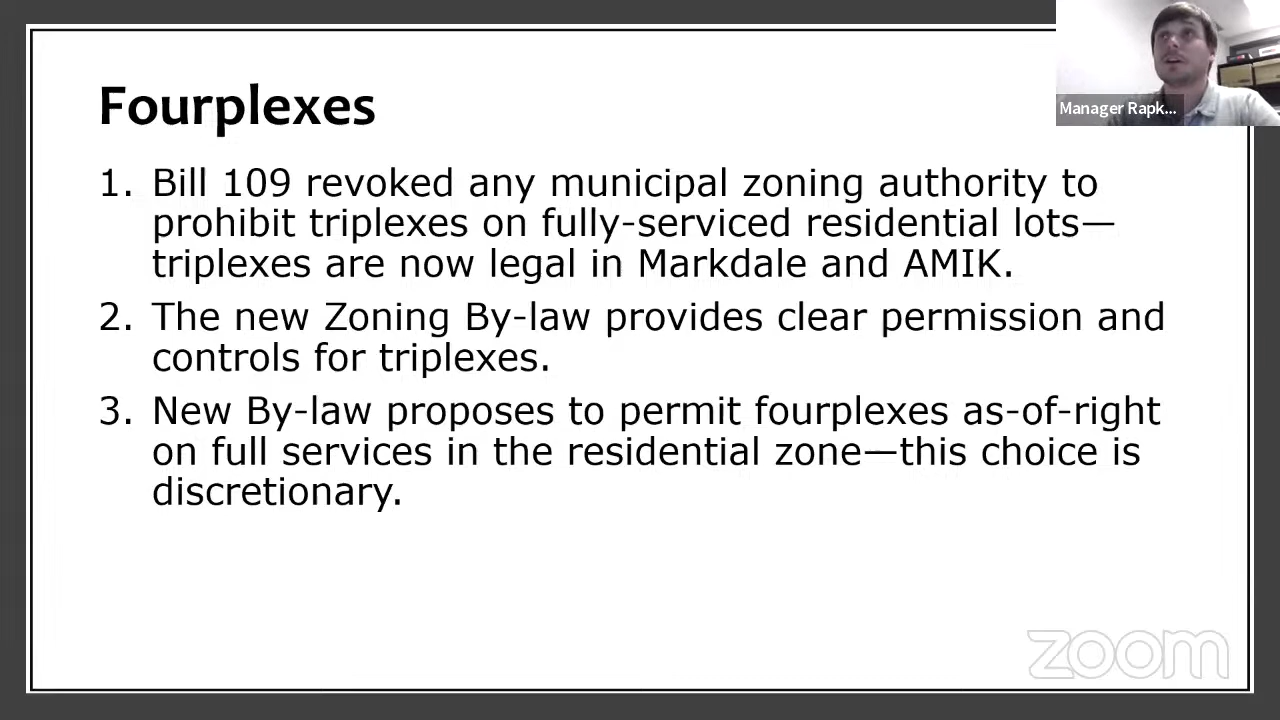 Fourplexes
Manager Rapk...
1. Bill 109 revoked any municipal zoning authority to
prohibit triplexes on fully-serviced residential lots—
triplexes are now legal in Markdale and AMIK.
2. The new Zoning By-law provides clear permission and
controls for triplexes.
3. New By-law proposes to permit fourplexes as-of-right
on full services in the residential zone—this choice is
discretionary.
zoom